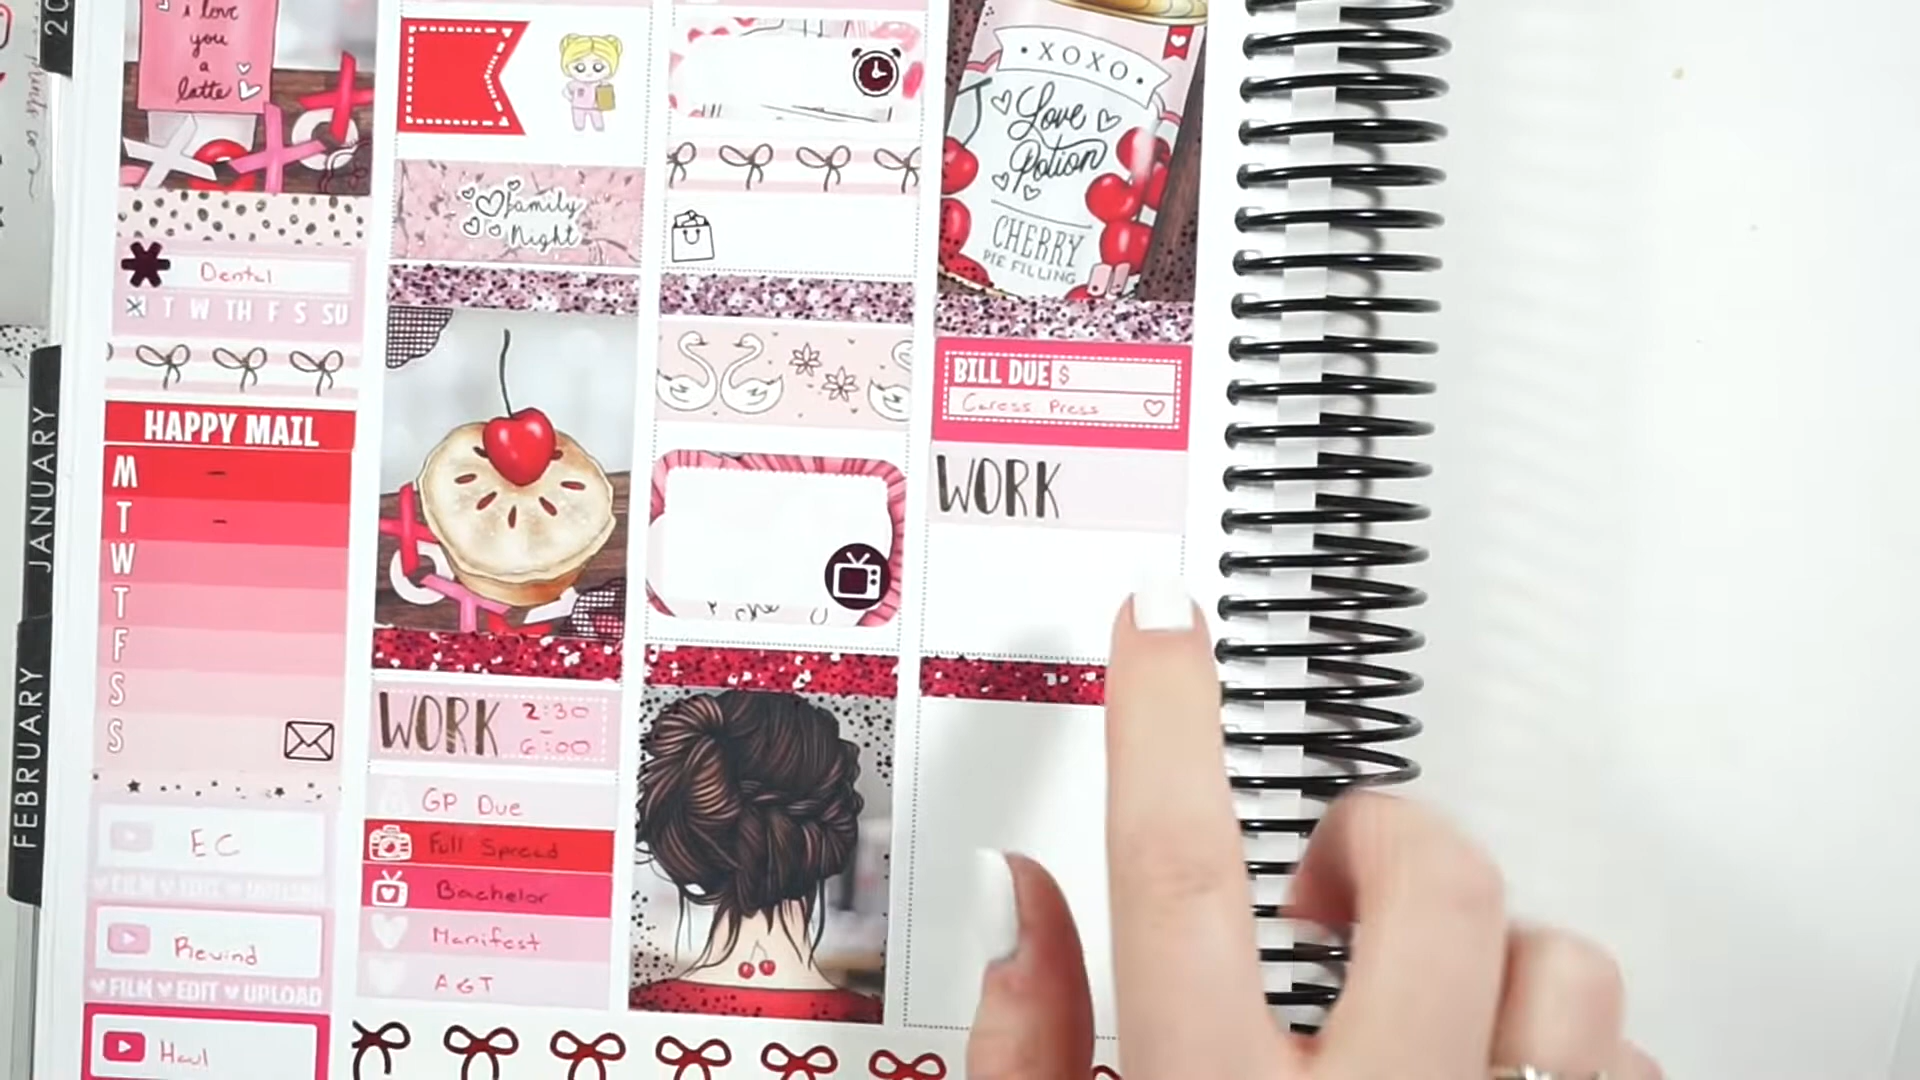 20
i love
you
a
latte
Dental
T W TH F S SU
HAPPY MAIL
M -
T -
W
T
F
S
S
EC
FILM EDIT UPLOAD
Rewind
FILM EDIT UPLOAD
Haul
JANUARY
FEBRUARY
Family
Night
WORK 2:30
-
6:00
GP Due
Full Spread
Bachelor
Manifest
AGT
XOXO
Love
Potion
CHERRY
PIE FILLING
BILL DUE $
Caress Press
WORK